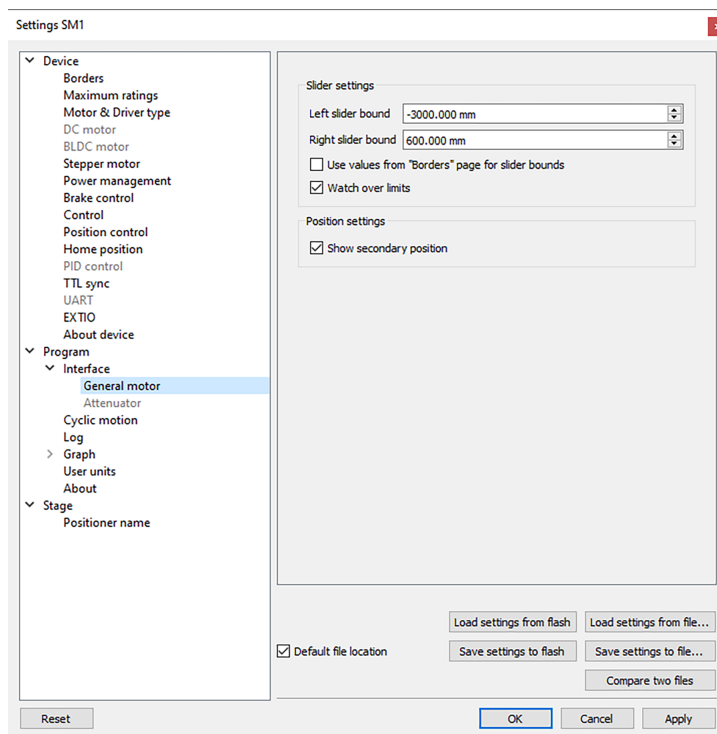 Settings SM1
Device
Borders
Maximum ratings
Motor & Driver type
DC motor
BLDC motor
Stepper motor
Power management
Brake control
Control
Position control
Home position
PID control
TTL sync
UART
EXTIO
About device
Program
Interface
General motor
Attenuator
Cyclic motion
Log
Graph
User units
About
Stage
Positioner name
Slider settings
Left slider bound -3000.000 mm
Right slider bound 600.000 mm
Use values from "Borders" page for slider bounds
Watch over limits
Position settings
Show secondary position
Load settings from flash Load settings from file...
Default file location Save settings to flash Save settings to file...
Compare two files
Reset OK Cancel Apply